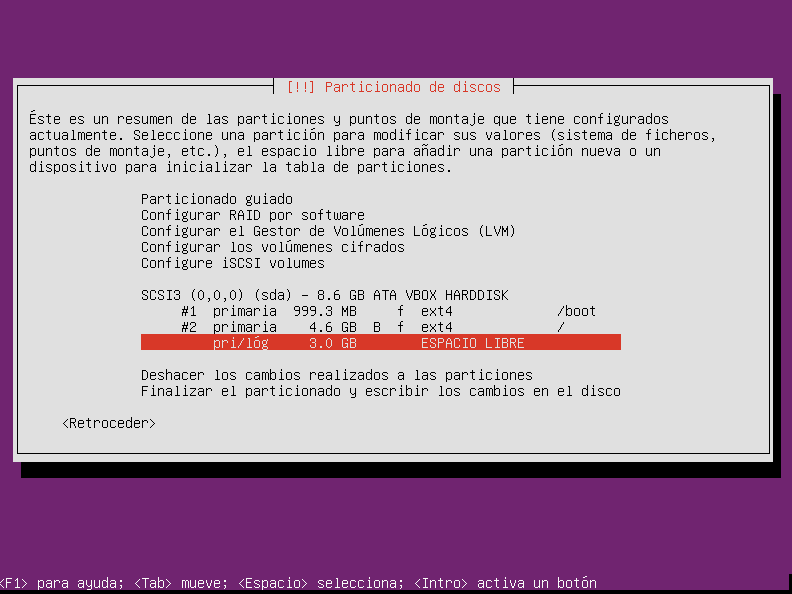 [!!] Particionado de discos
Éste es un resumen de las particiones y puntos de montaje que tiene configurados
actualmente. Seleccione una partición para modificar sus valores (sistema de ficheros,
puntos de montaje, etc.), el espacio libre para añadir una partición nueva o un
dispositivo para inicializar la tabla de particiones.
Particionado guiado
Configurar RAID por software
Configurar el Gestor de Volúmenes Lógicos (LVM)
Configurar los volúmenes cifrados
Configure iSCSI volumes
SCSI3 (0,0,0) (sda) - 8.6 GB ATA VBOX HARDDISK
#1 primaria 999.3 MB f ext4 /boot
#2 primaria 4.6 GB B f ext4 /
pri/lóg 3.0 GB ESPACIO LIBRE
Deshacer los cambios realizados a las particiones
Finalizar el particionado y escribir los cambios en el disco
<Retroceder>
<F1> para ayuda; <Tab> mueve; <Espacio> selecciona; <Intro> activa un botón